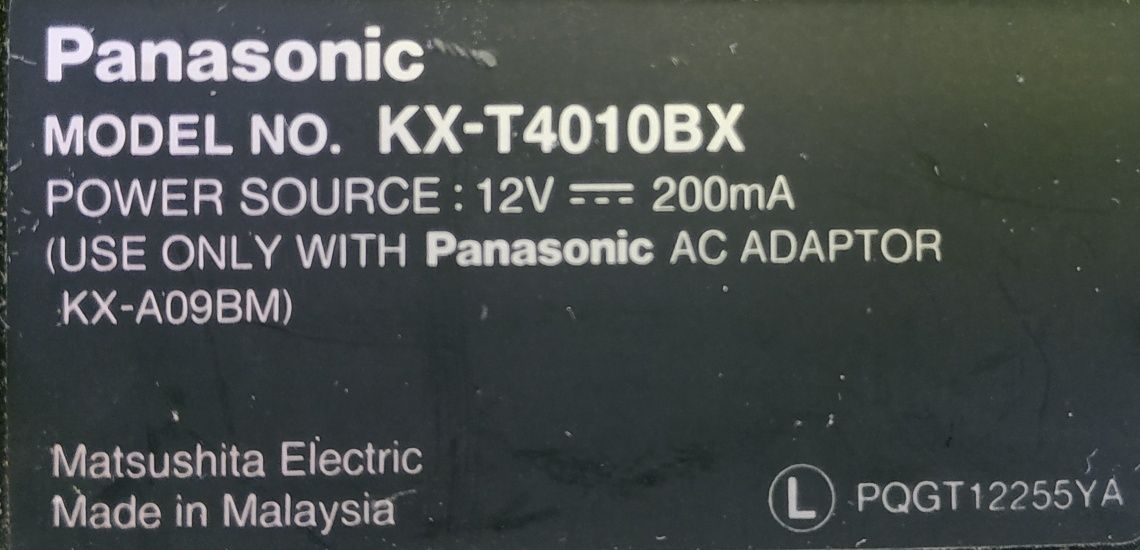 Panasonic
MODEL NO. KX-T4010BX
POWER SOURCE : 12V ⎓ 200mA
(USE ONLY WITH Panasonic AC ADAPTOR
KX-A09BM)
Matsushita Electric
Made in Malaysia
Ⓛ PQGT12255YA